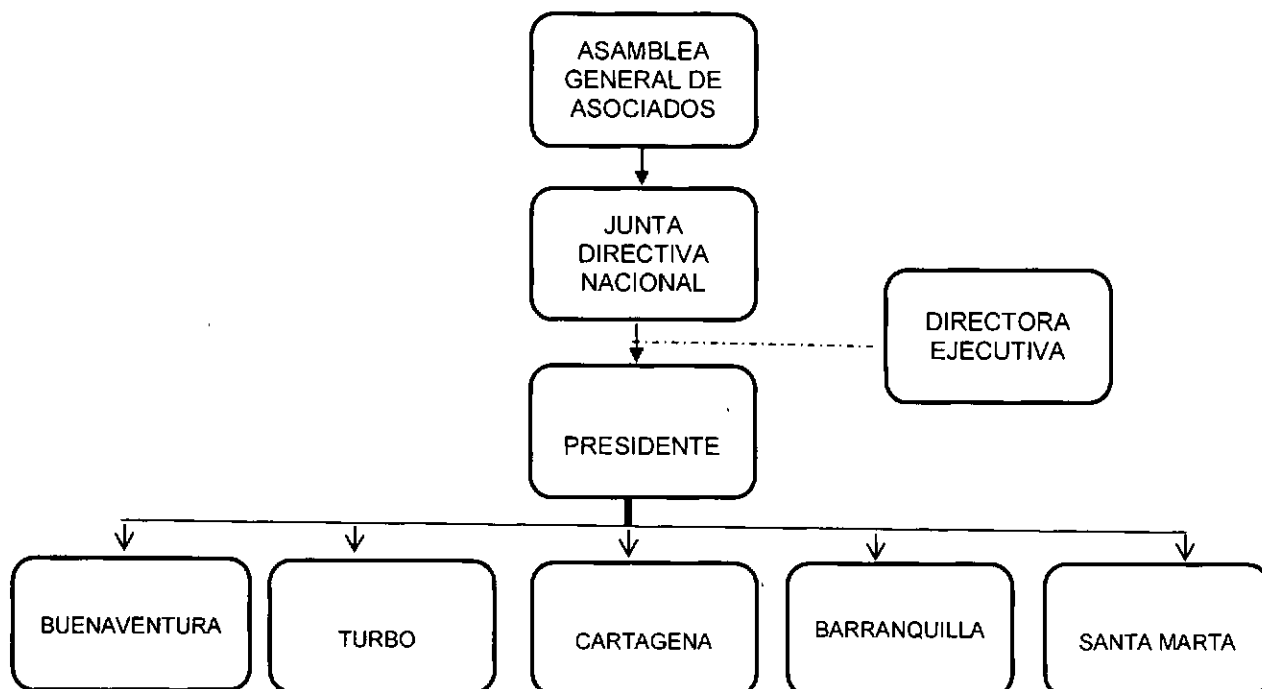 ASAMBLEA
GENERAL DE
ASOCIADOS
JUNTA
DIRECTIVA
NACIONAL
DIRECTORA
EJECUTIVA
PRESIDENTE
BUENAVENTURA
TURBO
CARTAGENA
BARRANQUILLA
SANTA MARTA